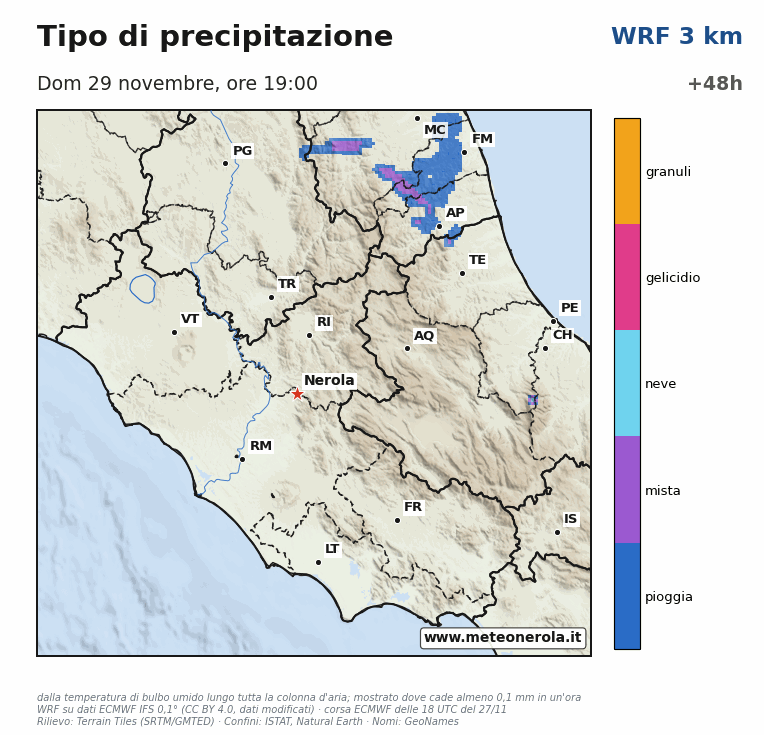 Tipo di precipitazione
WRF 3 km
Dom 29 novembre, ore 19:00
+48h
MC
FM
PG
AP
TE
TR
PE
VT
RI
AQ
CH
Nerola
RM
FR
IS
LT
www.meteonerola.it
granuli
gelicidio
neve
mista
pioggia
dalla temperatura di bulbo umido lungo tutta la colonna d'aria; mostrato dove cade almeno 0,1 mm in un'ora
WRF su dati ECMWF IFS 0,1° (CC BY 4.0, dati modificati) · corsa ECMWF delle 18 UTC del 27/11
Rilievo: Terrain Tiles (SRTM/GMTED) · Confini: ISTAT, Natural Earth · Nomi: GeoNames